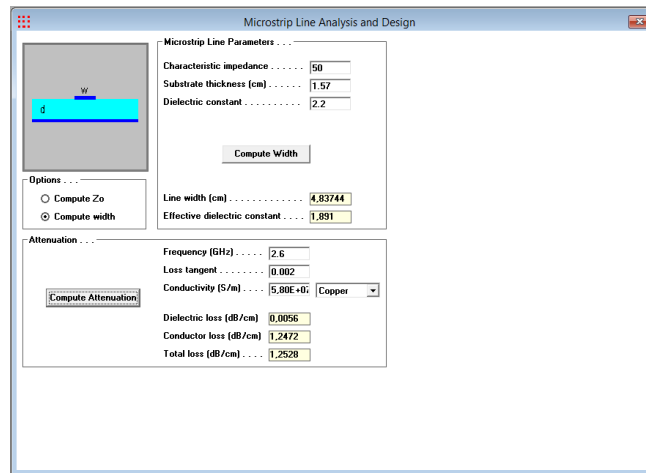 Microstrip Line Analysis and Design
w
d
Microstrip Line Parameters . . .
Characteristic impedance . . . . . . 50
Substrate thickness (cm) . . . . . . 1.57
Dielectric constant . . . . . . . . . . 2.2
Compute Width
Line width (cm) . . . . . . . . . . . . . 4,83744
Effective dielectric constant . . . . 1,891
Options . . .
Compute Zo
Compute width
Attenuation . . .
Compute Attenuation
Frequency (GHz) . . . . . 2.6
Loss tangent . . . . . . . . 0.002
Conductivity (S/m) . . . . 5,80E+07 Copper
Dielectric loss (dB/cm) 0,0056
Conductor loss (dB/cm) 1,2472
Total loss (dB/cm) . . . . 1,2528